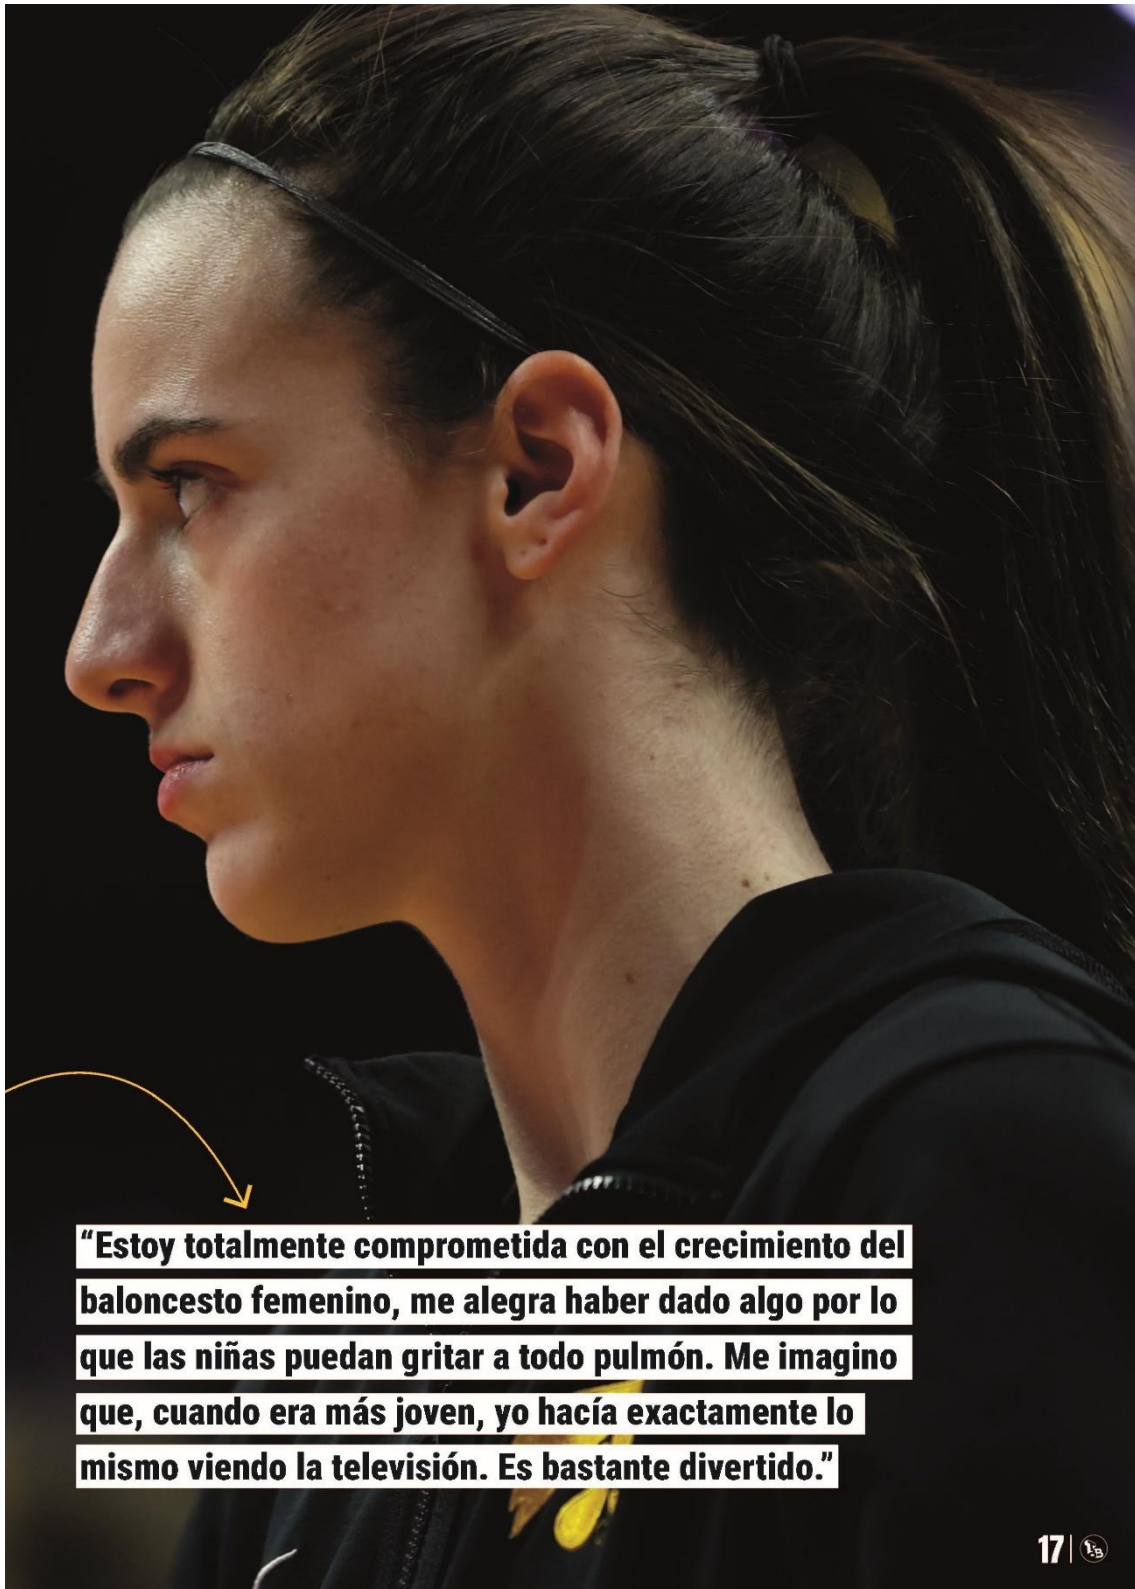 “Estoy totalmente comprometida con el crecimiento del
baloncesto femenino, me alegra haber dado algo por lo
que las niñas puedan gritar a todo pulmón. Me imagino
que, cuando era más joven, yo hacía exactamente lo
mismo viendo la televisión. Es bastante divertido.”
17